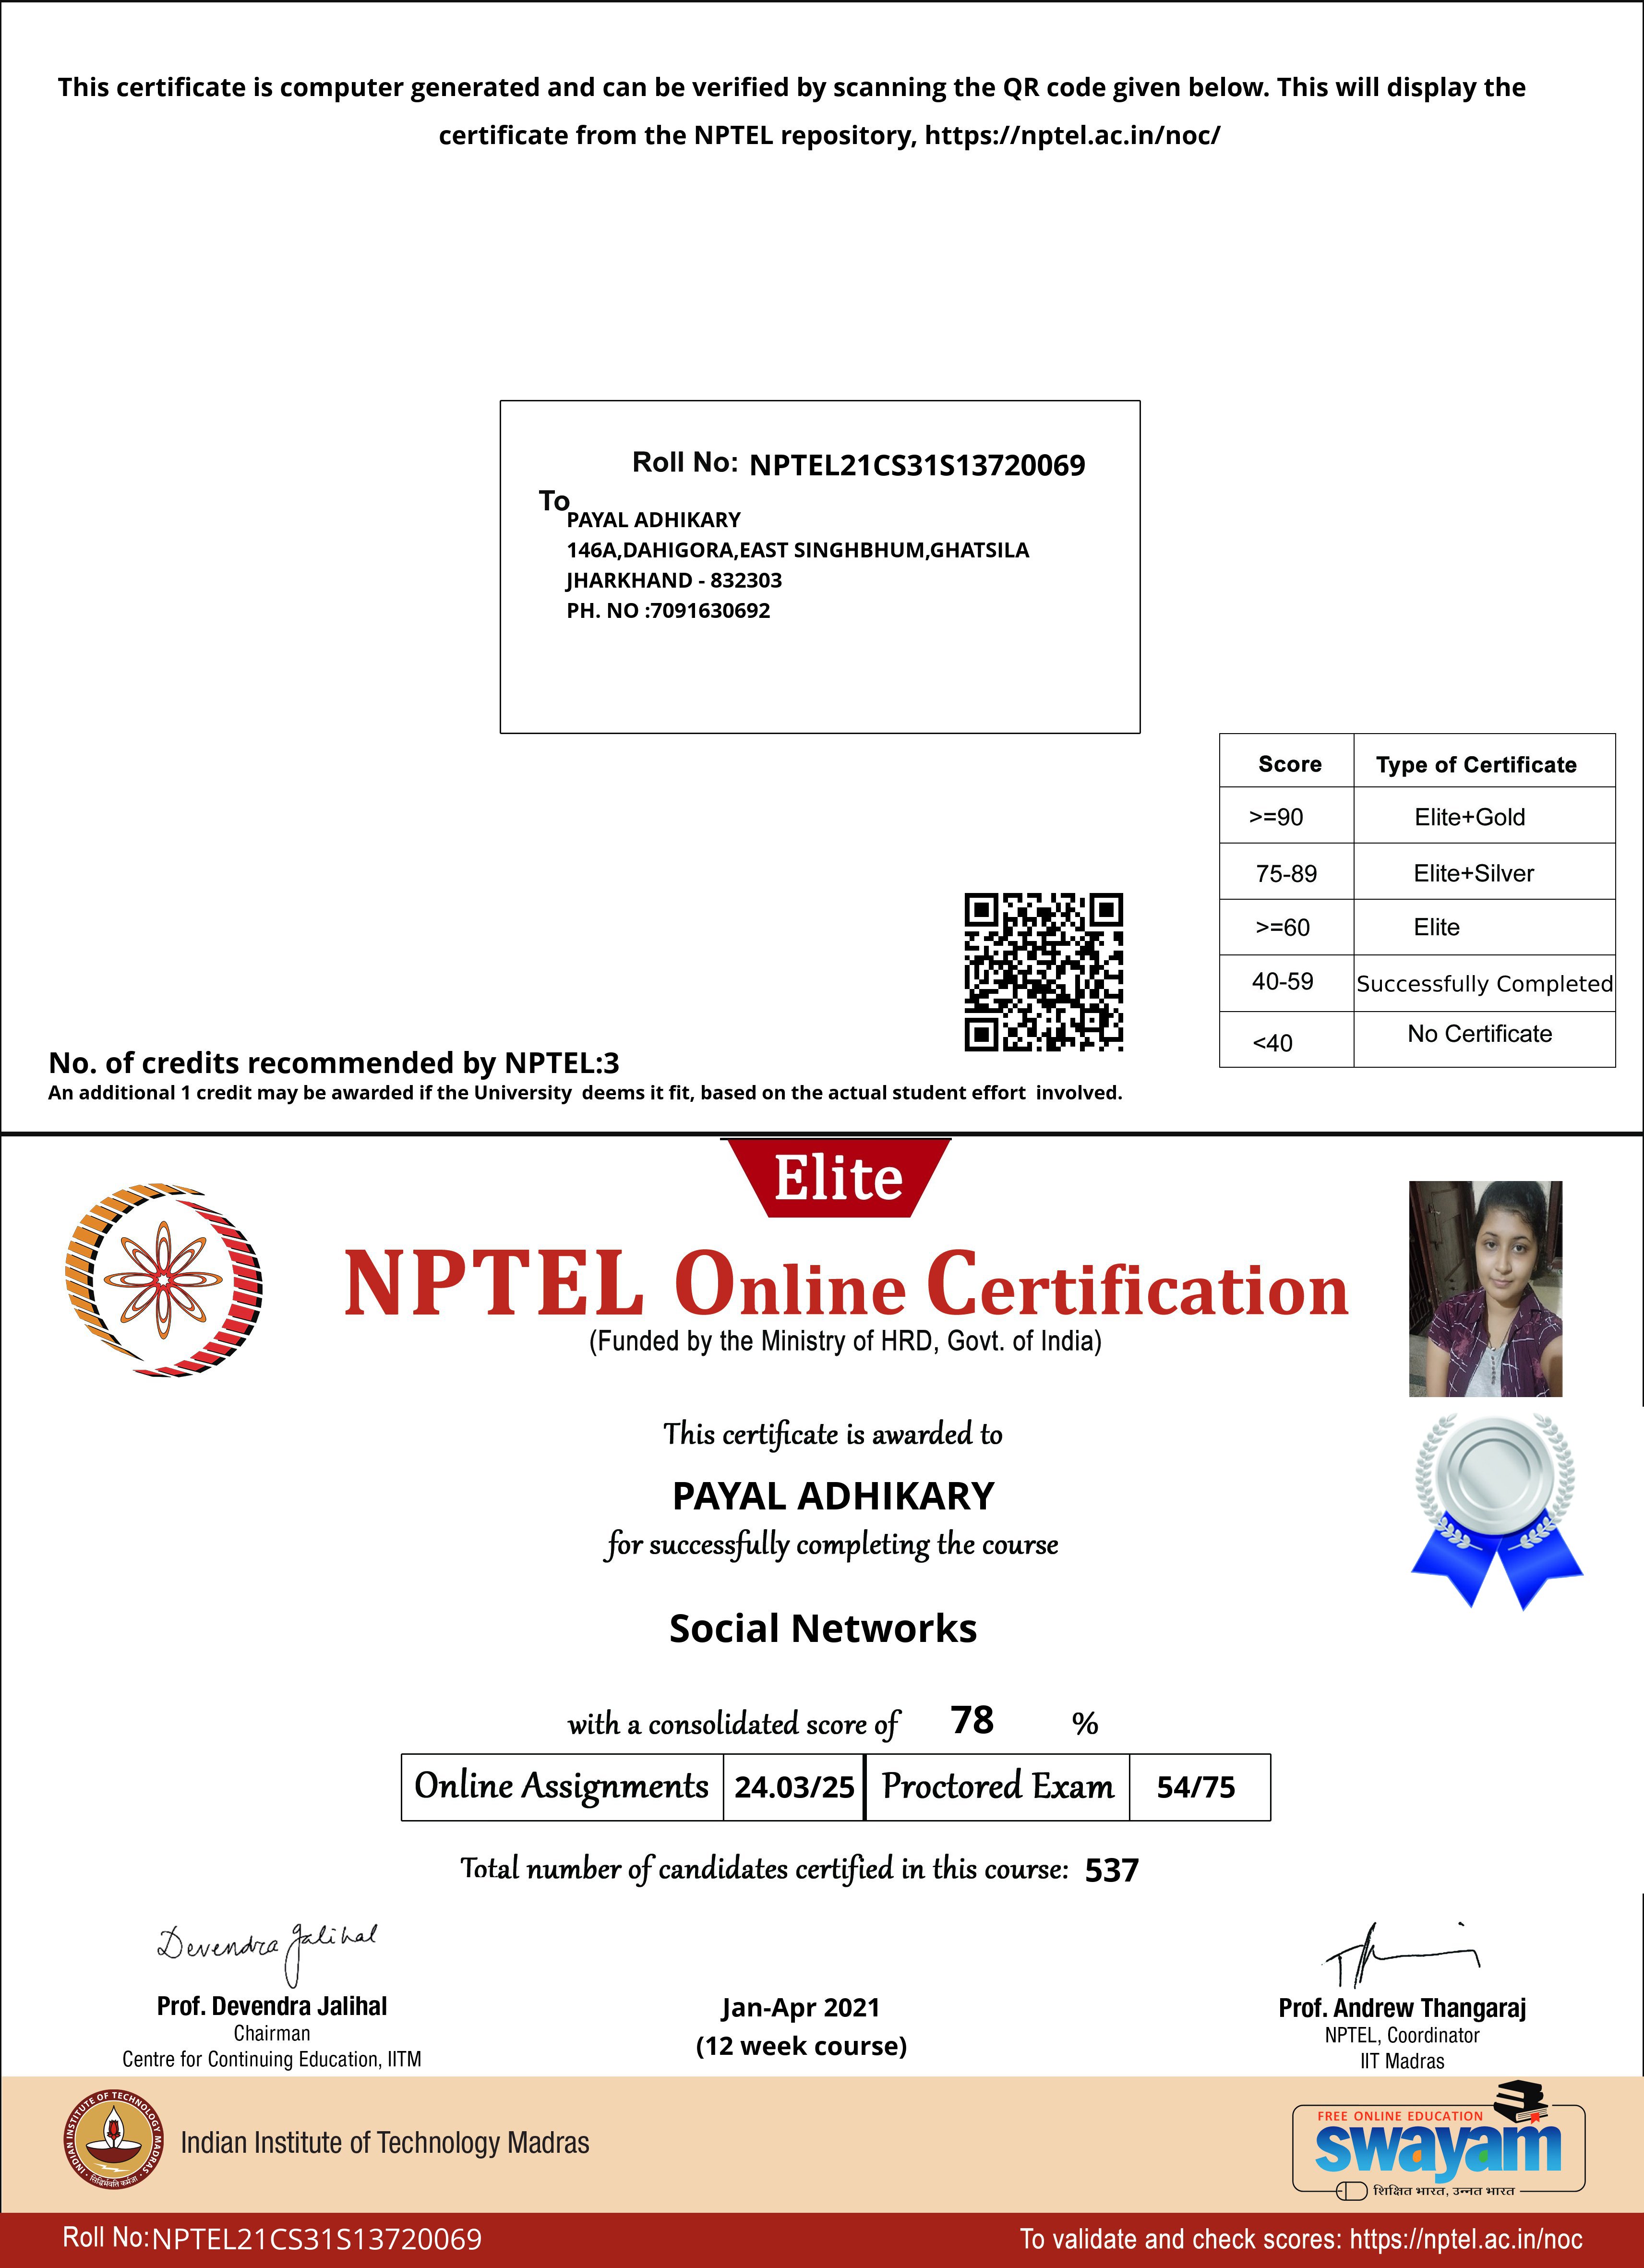 This certificate is computer generated and can be verified by scanning the QR code given below. This will display the
certificate from the NPTEL repository, https://nptel.ac.in/noc/
Roll No: NPTEL21CS31S13720069
To
PAYAL ADHIKARY
146A,DAHIGORA,EAST SINGHBHUM,GHATSILA
JHARKHAND - 832303
PH. NO :7091630692
Score Type of Certificate
>=90 Elite+Gold
75-89 Elite+Silver
>=60 Elite
40-59 Successfully Completed
<40 No Certificate
No. of credits recommended by NPTEL:3
An additional 1 credit may be awarded if the University deems it fit, based on the actual student effort involved.
Elite
NPTEL Online Certification
(Funded by the Ministry of HRD, Govt. of India)
This certificate is awarded to
PAYAL ADHIKARY
for successfully completing the course
Social Networks
with a consolidated score of 78 %
Online Assignments 24.03/25 Proctored Exam 54/75
Total number of candidates certified in this course: 537
Devendra Jalihal
Prof. Devendra Jalihal
Chairman
Centre for Continuing Education, IITM
Jan-Apr 2021
(12 week course)
Prof. Andrew Thangaraj
NPTEL, Coordinator
IIT Madras
INDIAN INSTITUTE OF TECHNOLOGY MADRAS
सिद्धिर्भवति कर्मजा
Indian Institute of Technology Madras
FREE ONLINE EDUCATION
swayam
शिक्षित भारत, उन्नत भारत
Roll No:NPTEL21CS31S13720069
To validate and check scores: https://nptel.ac.in/noc